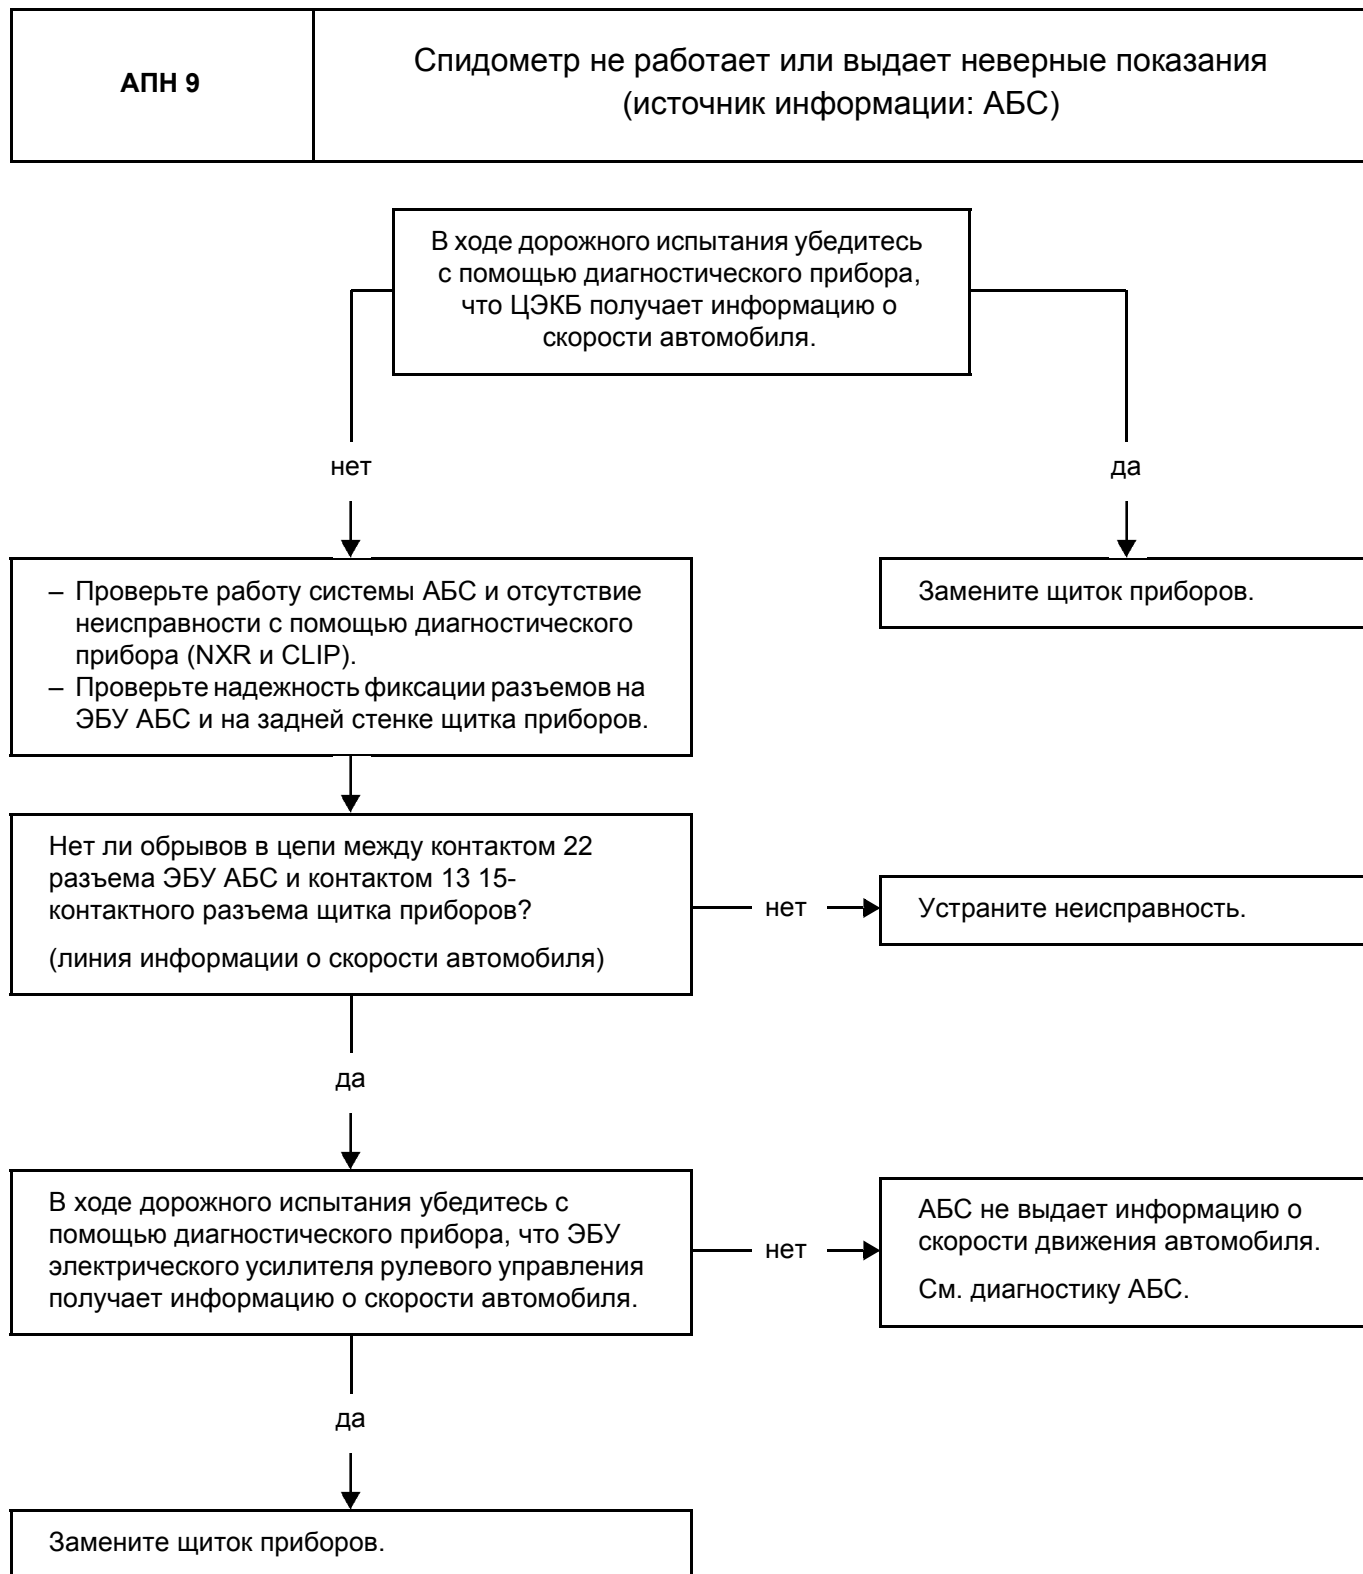 АПН 9
Спидометр не работает или выдает неверные показания
(источник информации: АБС)
В ходе дорожного испытания убедитесь
с помощью диагностического прибора,
что ЦЭКБ получает информацию о
скорости автомобиля.
нет
да
– Проверьте работу системы АБС и отсутствие
неисправности с помощью диагностического
прибора (NXR и CLIP).
– Проверьте надежность фиксации разъемов на
ЭБУ АБС и на задней стенке щитка приборов.
Замените щиток приборов.
Нет ли обрывов в цепи между контактом 22
разъема ЭБУ АБС и контактом 13 15-
контактного разъема щитка приборов?
(линия информации о скорости автомобиля)
нет
Устраните неисправность.
да
В ходе дорожного испытания убедитесь с
помощью диагностического прибора, что ЭБУ
электрического усилителя рулевого управления
получает информацию о скорости автомобиля.
нет
АБС не выдает информацию о
скорости движения автомобиля.
См. диагностику АБС.
да
Замените щиток приборов.